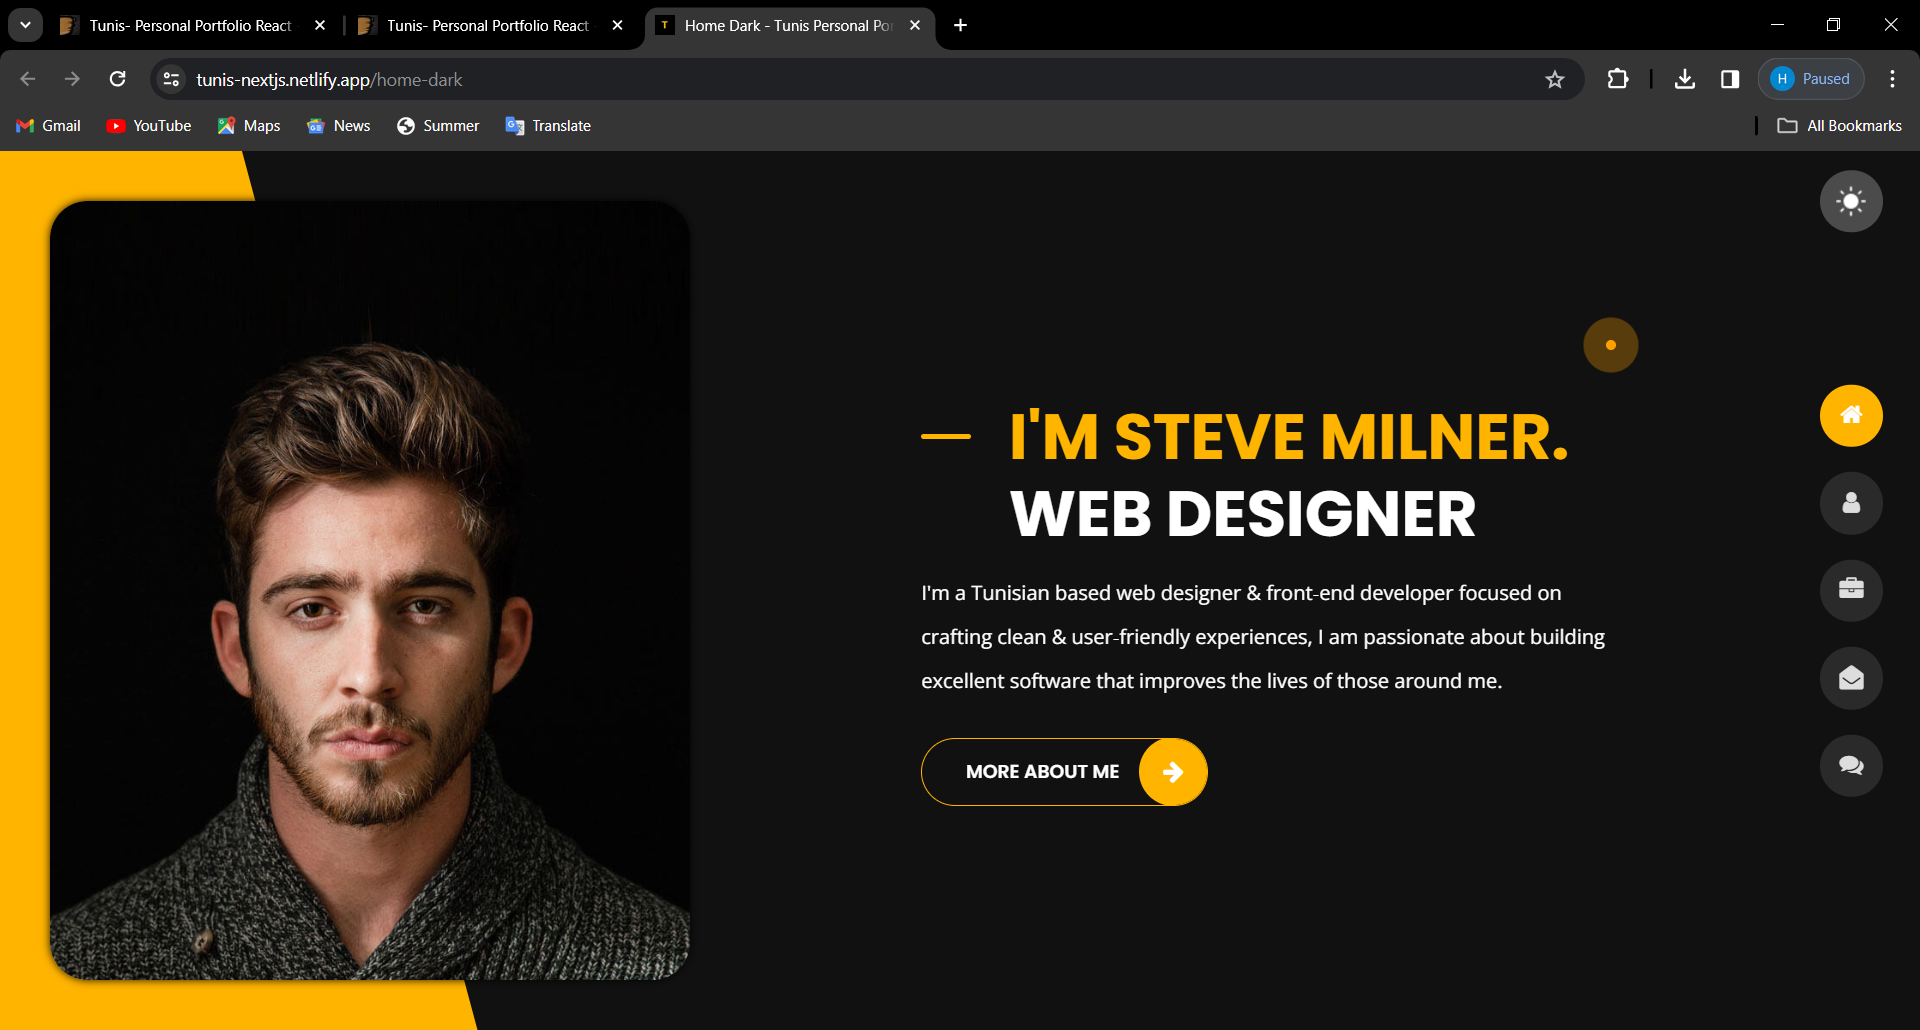 Tunis- Personal Portfolio React
Tunis- Personal Portfolio React
T
Home Dark - Tunis Personal Po
tunis-nextjs.netlify.app/home-dark
H
Paused
Gmail
YouTube
Maps
News
Summer
Translate
All Bookmarks
I'M STEVE MILNER.
WEB DESIGNER
I'm a Tunisian based web designer & front-end developer focused on
crafting clean & user-friendly experiences, I am passionate about building
excellent software that improves the lives of those around me.
MORE ABOUT ME